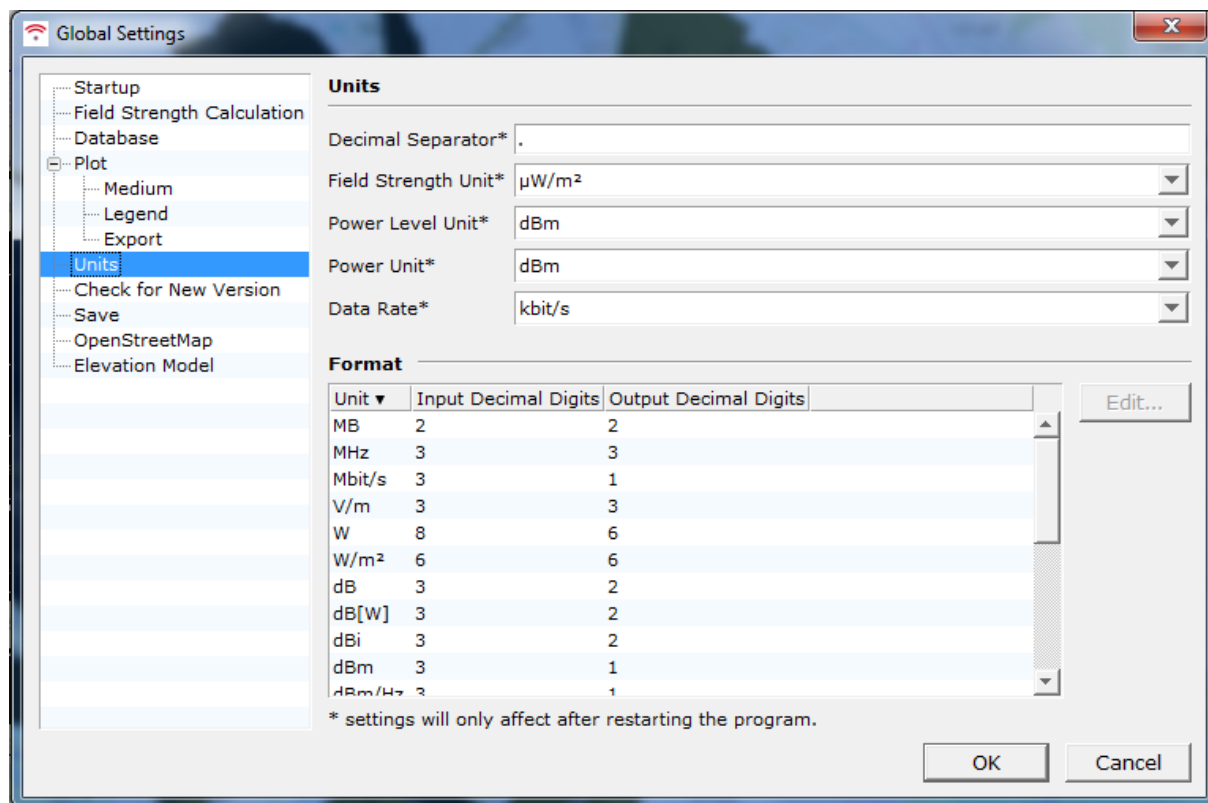 Global Settings
Startup
Field Strength Calculation
Database
Plot
Medium
Legend
Export
Units
Check for New Version
Save
OpenStreetMap
Elevation Model
Units
Decimal Separator* .
Field Strength Unit* µW/m²
Power Level Unit* dBm
Power Unit* dBm
Data Rate* kbit/s
Format
Unit ▼ Input Decimal Digits Output Decimal Digits
MB 2 2
MHz 3 3
Mbit/s 3 1
V/m 3 3
W 8 6
W/m² 6 6
dB 3 2
dB[W] 3 2
dBi 3 2
dBm 3 1
dBm/Hz 3 1
Edit...
* settings will only affect after restarting the program.
OK Cancel